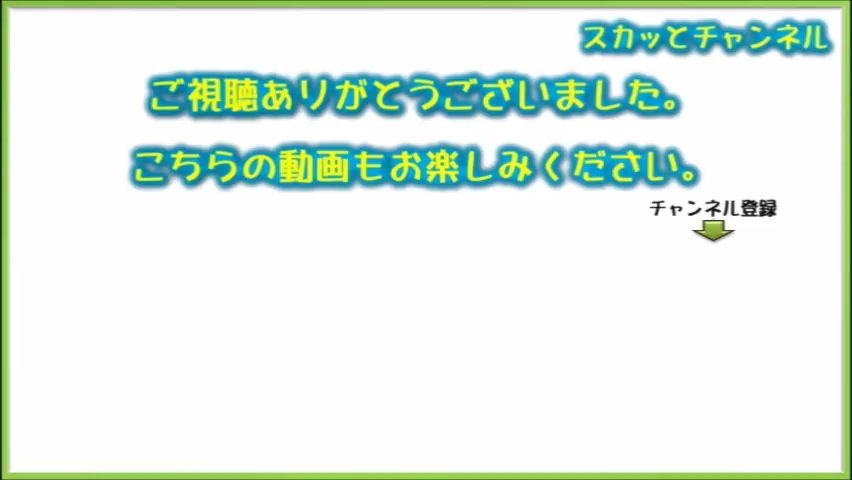 スカッとチャンネル
ご視聴ありがとうございました。
こちらの動画もお楽しみください。
チャンネル登録